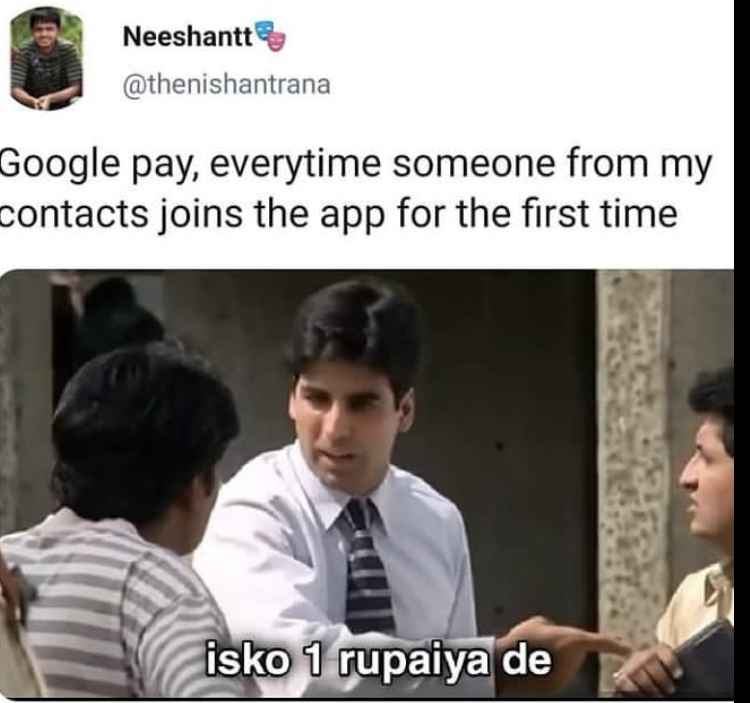 Neeshantt🎭
@thenishantrana
Google pay, everytime someone from my
contacts joins the app for the first time
isko 1 rupaiya de